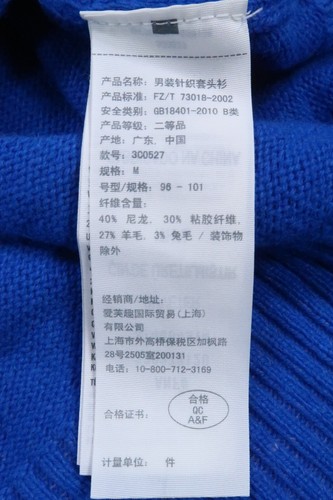 产品名称: 男装针织套头衫
产品标准: FZ/T 73018-2002
安全类别: GB18401-2010 B类
产品等级: 二等品
产地: 广东, 中国
款号: 3C0527
规格: M
号型/规格: 96 - 101
纤维含量:
40% 尼龙, 30% 粘胶纤维,
27% 羊毛, 3% 兔毛 / 装饰物
除外
经销商/地址:
爱芙趣国际贸易(上海)
有限公司
上海市外高桥保税区加枫路
28号2505室200131
电话: 10-800-712-3169
合格证书:
合格
QC
A&F
计量单位: 件